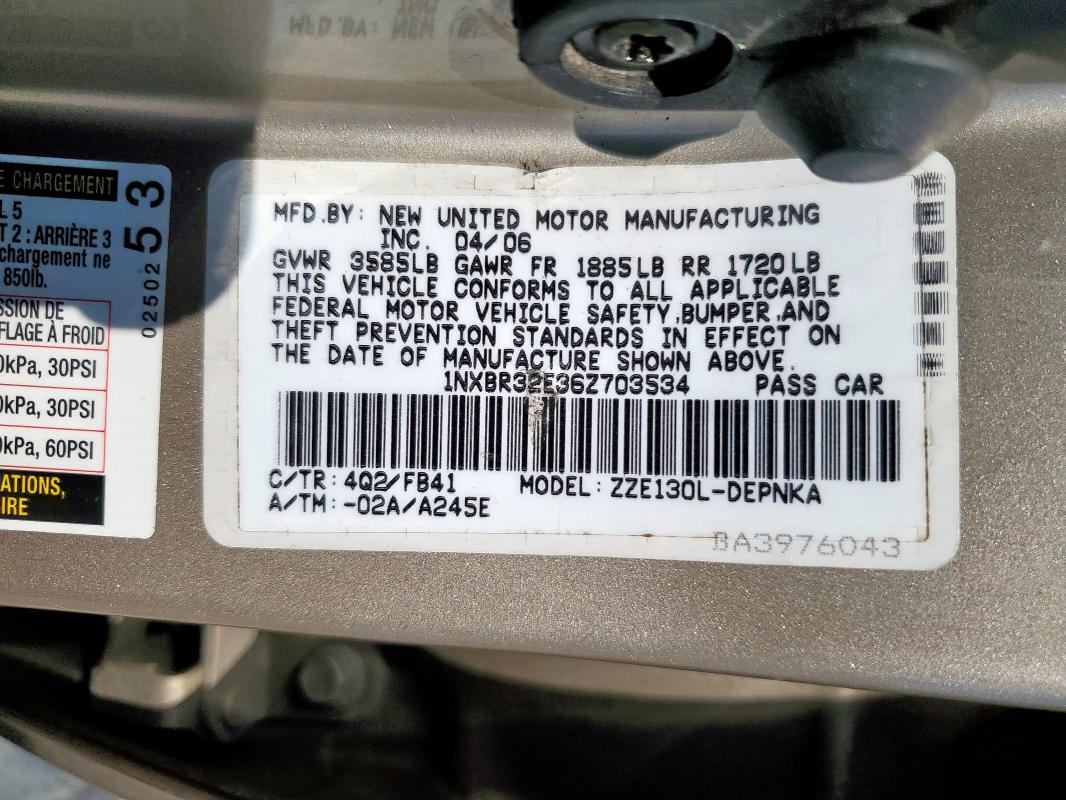 E CHARGEMENT
L 5
T 2 : ARRIÈRE 3
chargement ne
850lb.
SSION DE
FLAGE À FROID
0kPa, 30PSI
0kPa, 30PSI
0kPa, 60PSI
ATIONS,
IRE
02502 53
MFD.BY: NEW UNITED MOTOR MANUFACTURING
INC. 04/06
GVWR 3585LB GAWR FR 1885LB RR 1720LB
THIS VEHICLE CONFORMS TO ALL APPLICABLE
FEDERAL MOTOR VEHICLE SAFETY,BUMPER,AND
THEFT PREVENTION STANDARDS IN EFFECT ON
THE DATE OF MANUFACTURE SHOWN ABOVE.
1NXBR32E36Z703534 PASS CAR
C/TR: 4Q2/FB41 MODEL: ZZE130L-DEPNKA
A/TM: -02A/A245E
BA3976043